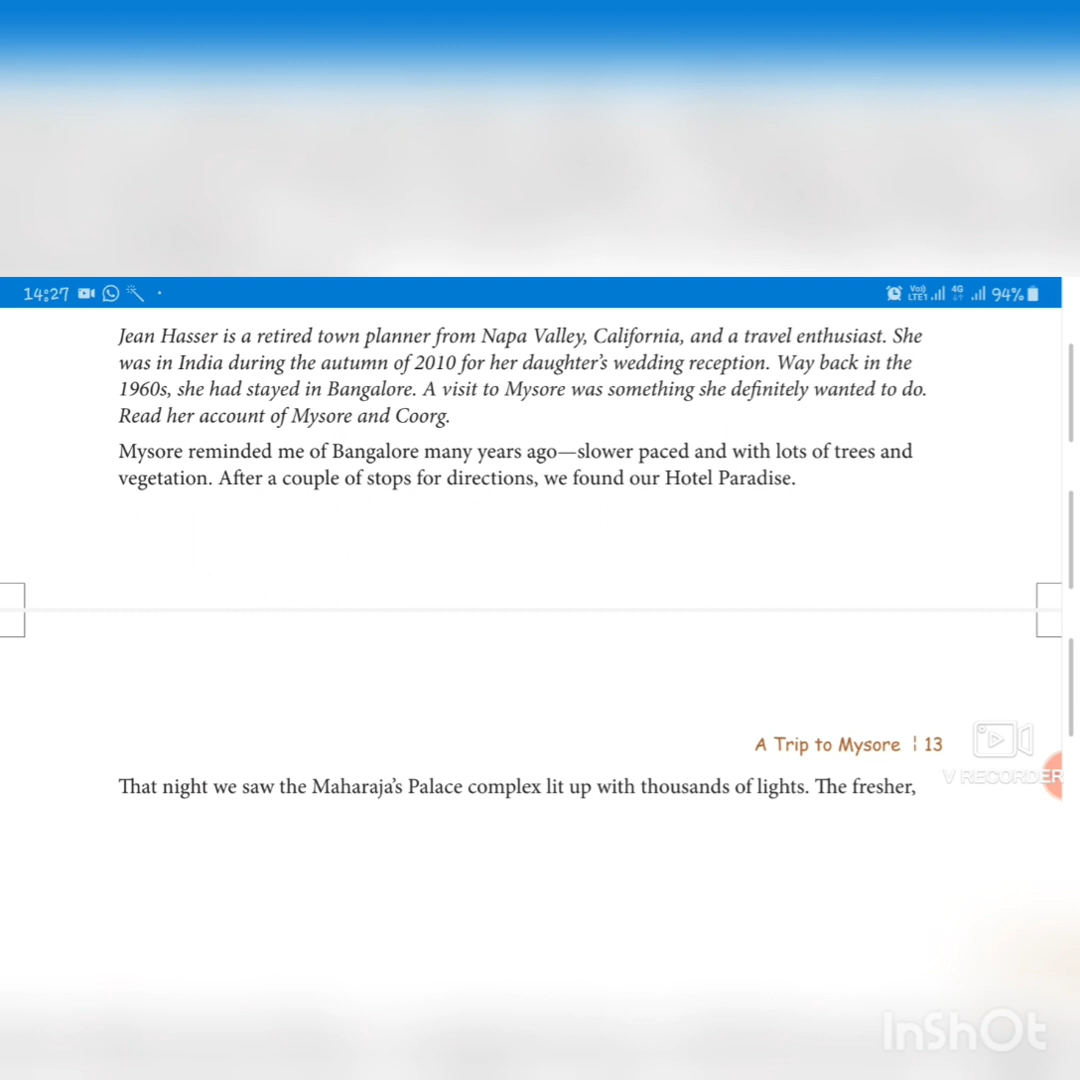 14:27
VoD LTE1 4G 94%
Jean Hasser is a retired town planner from Napa Valley, California, and a travel enthusiast. She
was in India during the autumn of 2010 for her daughter's wedding reception. Way back in the
1960s, she had stayed in Bangalore. A visit to Mysore was something she definitely wanted to do.
Read her account of Mysore and Coorg.
Mysore reminded me of Bangalore many years ago—slower paced and with lots of trees and
vegetation. After a couple of stops for directions, we found our Hotel Paradise.
A Trip to Mysore | 13
V RECORDER
That night we saw the Maharaja's Palace complex lit up with thousands of lights. The fresher,
InShOt